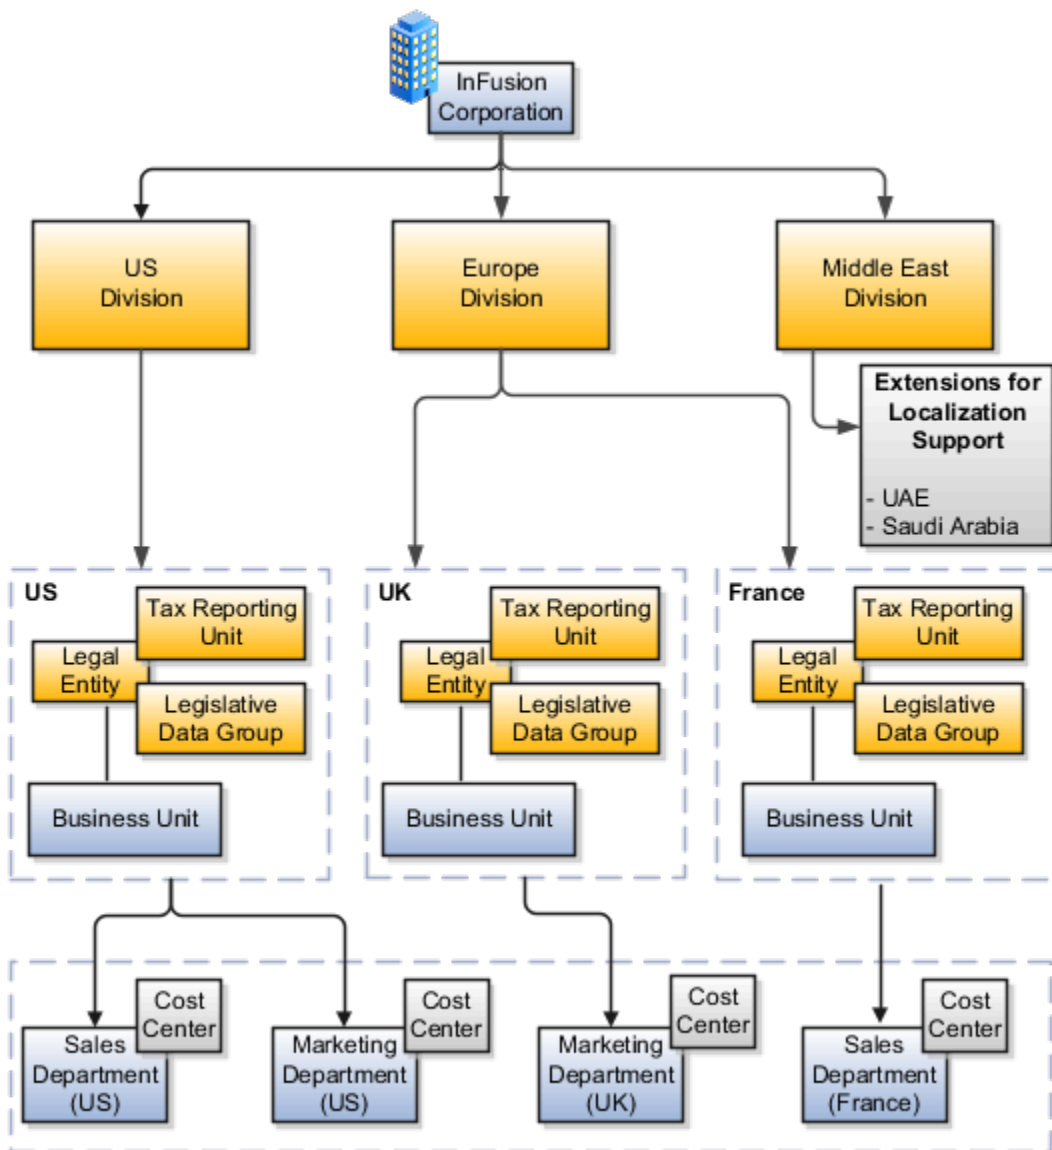 InFusion
Corporation
US
Division
Europe
Division
Middle East
Division
Extensions for
Localization
Support
- UAE
- Saudi Arabia
US
Tax Reporting
Unit
Legal
Entity
Legislative
Data Group
Business Unit
UK
Tax Reporting
Unit
Legal
Entity
Legislative
Data Group
Business Unit
France
Tax Reporting
Unit
Legal
Entity
Legislative
Data Group
Business Unit
Cost
Center
Sales
Department
(US)
Cost
Center
Marketing
Department
(US)
Cost
Center
Marketing
Department
(UK)
Cost
Center
Sales
Department
(France)